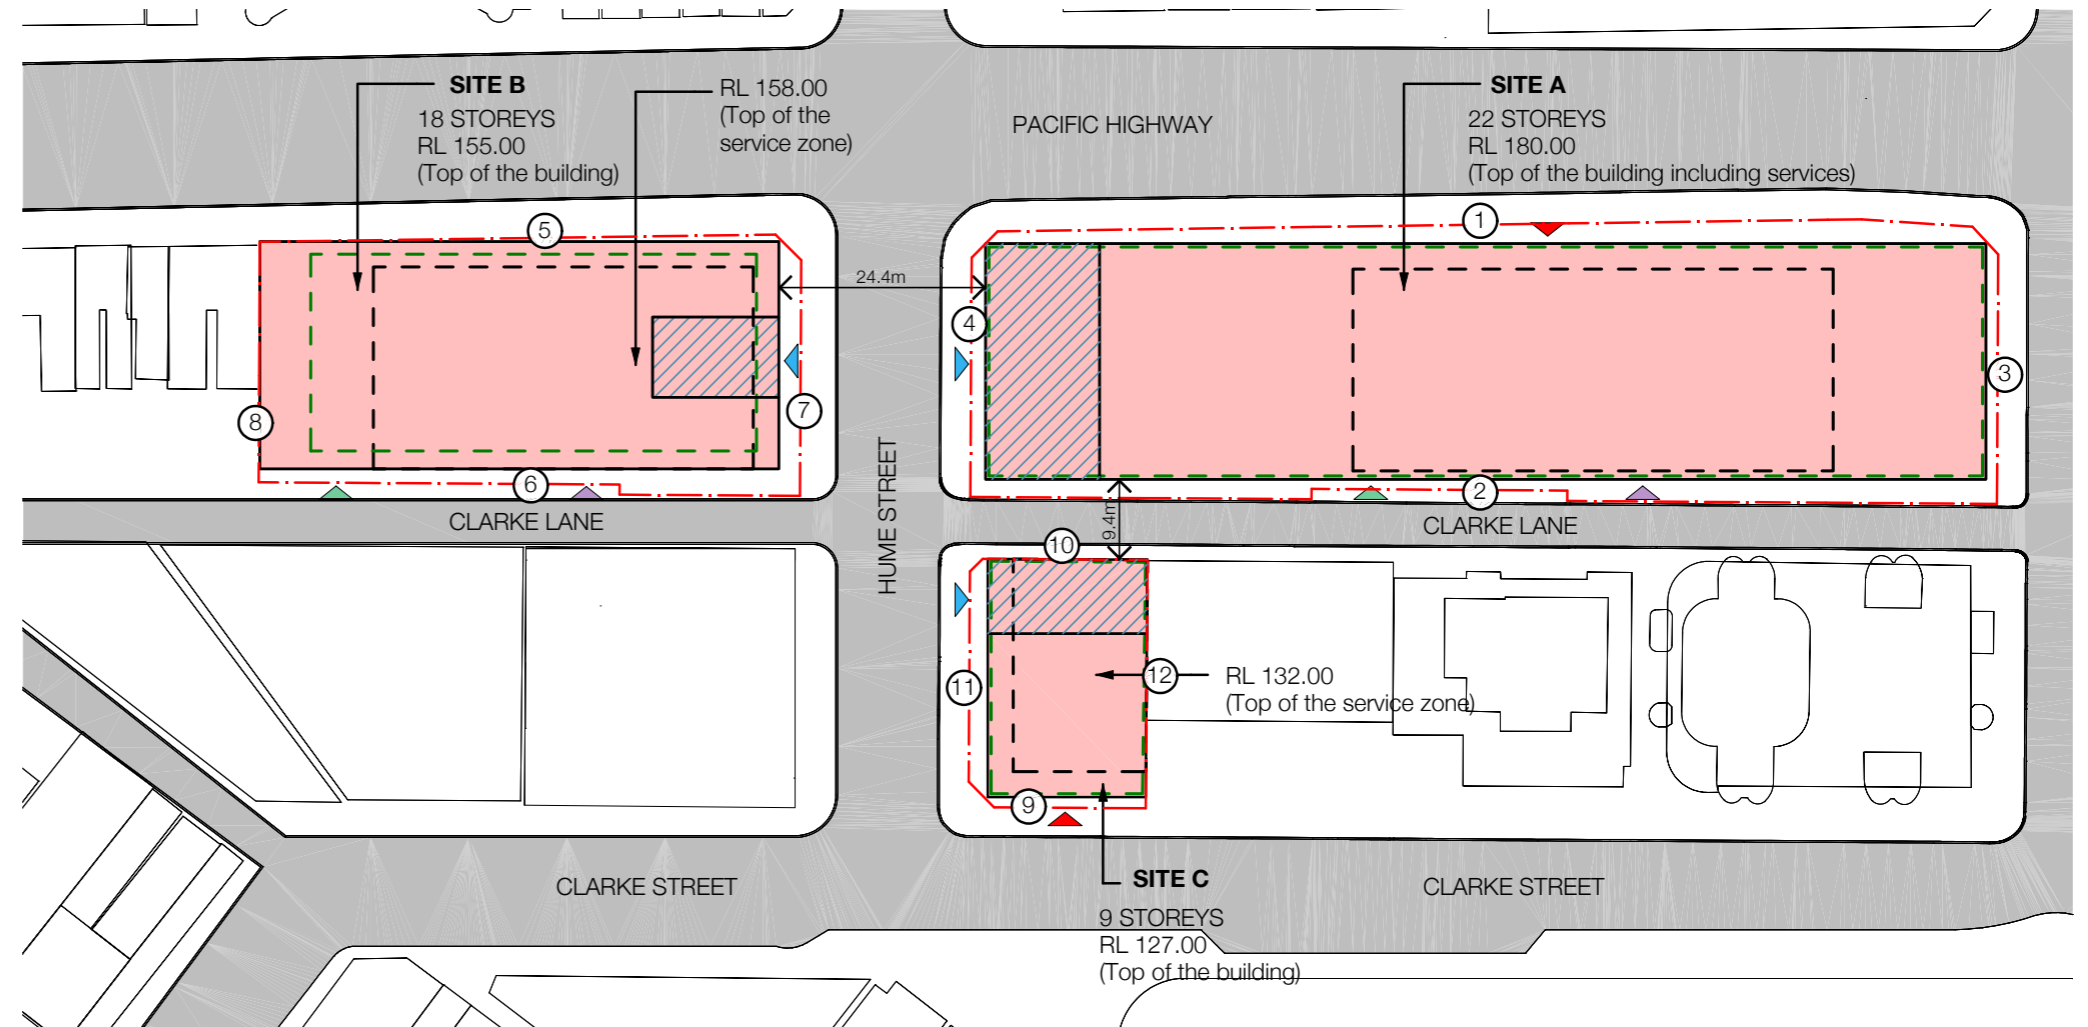 SITE B
18 STOREYS
RL 155.00
(Top of the building)
RL 158.00
(Top of the
service zone)
PACIFIC HIGHWAY
SITE A
22 STOREYS
RL 180.00
(Top of the building including services)
5
1
24.4m
4
3
8
7
6
2
CLARKE LANE
HUME STREET
9.4m
CLARKE LANE
10
11
12
RL 132.00
(Top of the service zone)
9
CLARKE STREET
SITE C
9 STOREYS
RL 127.00
(Top of the building)
CLARKE STREET